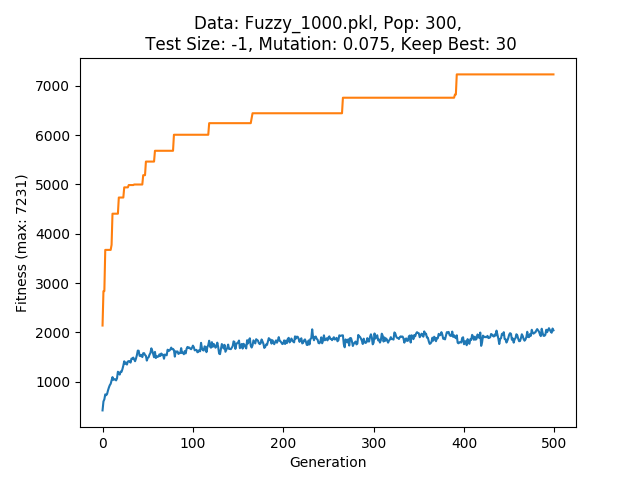 Data: Fuzzy_1000.pkl, Pop: 300,
Test Size: -1, Mutation: 0.075, Keep Best: 30
Fitness (max: 7231)
7000
6000
5000
4000
3000
2000
1000
0 100 200 300 400 500
Generation